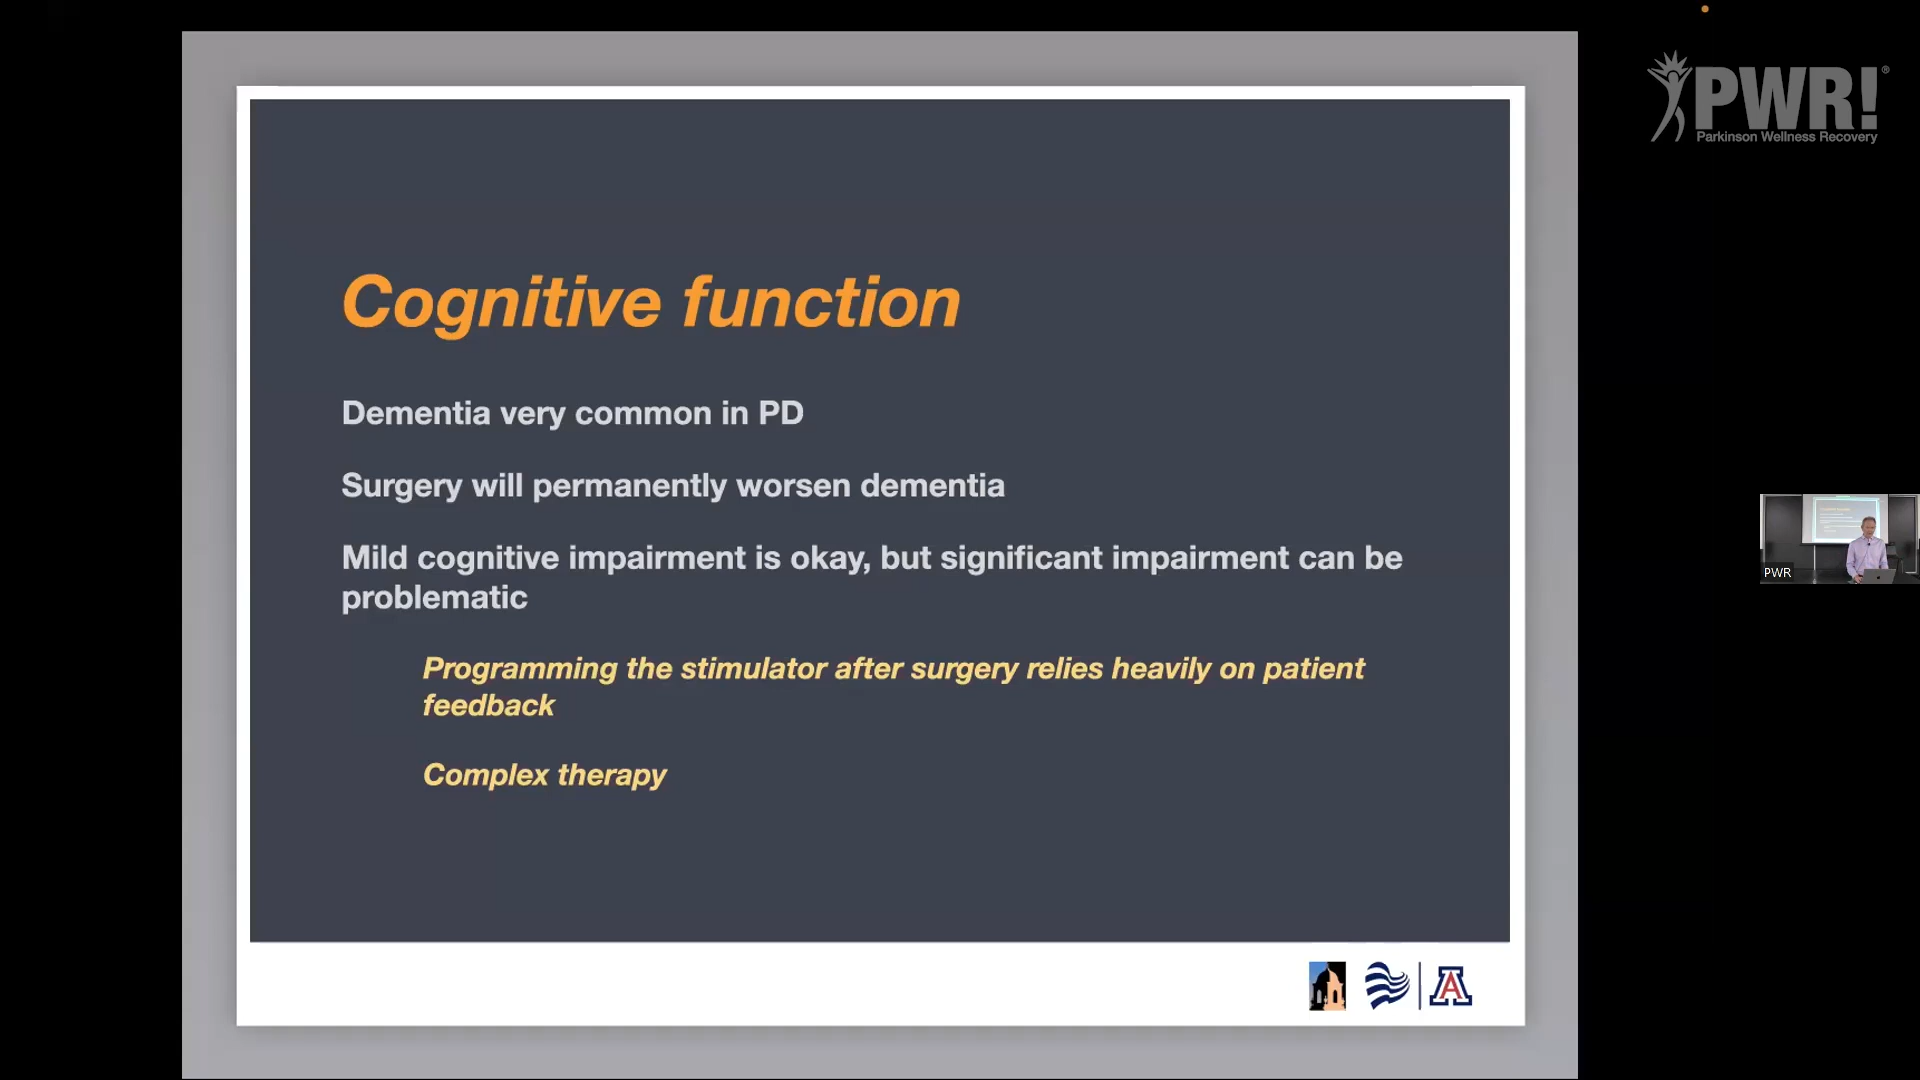 PWR!®
Parkinson Wellness Recovery
Cognitive function
Dementia very common in PD
Surgery will permanently worsen dementia
Mild cognitive impairment is okay, but significant impairment can be
problematic
Programming the stimulator after surgery relies heavily on patient
feedback
Complex therapy
PWR
A